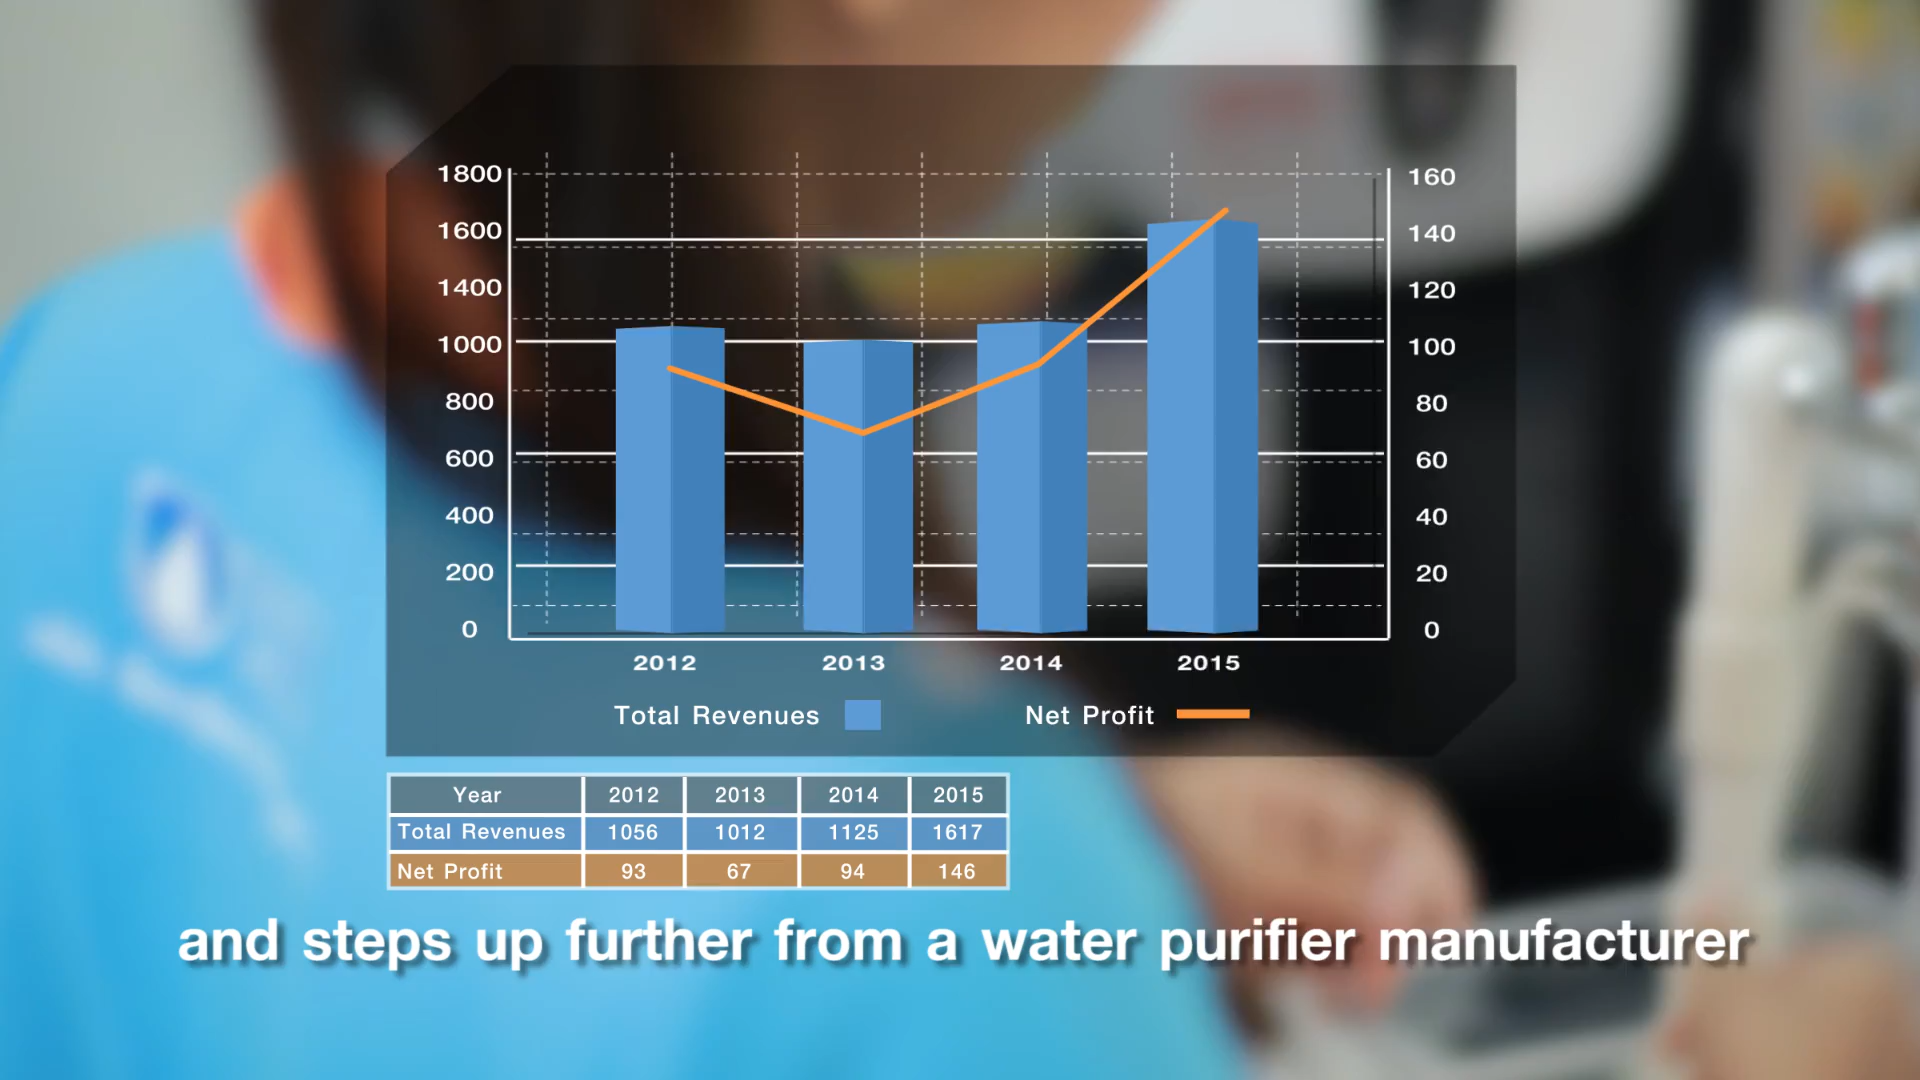 1800 160
1600 140
1400 120
1000 100
800 80
600 60
400 40
200 20
0 0
2012 2013 2014 2015
Total Revenues Net Profit
Year 2012 2013 2014 2015
Total Revenues 1056 1012 1125 1617
Net Profit 93 67 94 146
and steps up further from a water purifier manufacturer